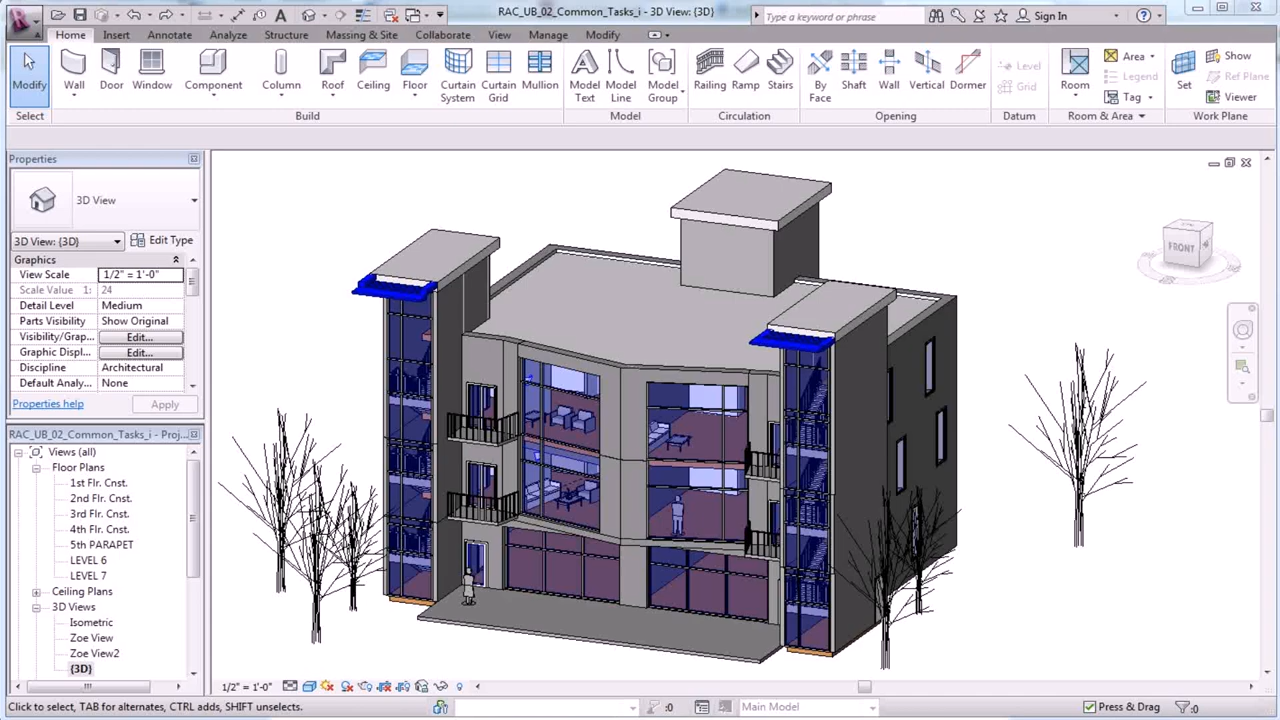 RAC_UB_02_Common_Tasks_i - 3D View: {3D}
Type a keyword or phrase
Sign In
Home Insert Annotate Analyze Structure Massing & Site Collaborate View Manage Modify
Modify Wall Door Window Component Column Roof Ceiling Floor Curtain System Curtain Grid Mullion Model Text Model Line Model Group Railing Ramp Stairs By Face Shaft Wall Vertical Dormer Level Grid Room Area Legend Tag Set Show Ref Plane Viewer
Select Build Model Circulation Opening Datum Room & Area Work Plane
Properties
3D View
3D View: {3D} Edit Type
Graphics
View Scale 1/2" = 1'-0"
Scale Value 1: 24
Detail Level Medium
Parts Visibility Show Original
Visibility/Grap... Edit...
Graphic Displ... Edit...
Discipline Architectural
Default Analy... None
Properties help Apply
RAC_UB_02_Common_Tasks_i - Proj...
Views (all)
Floor Plans
1st Flr. Cnst.
2nd Flr. Cnst.
3rd Flr. Cnst.
4th Flr. Cnst.
5th PARAPET
LEVEL 6
LEVEL 7
Ceiling Plans
3D Views
Isometric
Zoe View
Zoe View2
{3D}
FRONT
1/2" = 1'-0"
Click to select, TAB for alternates, CTRL adds, SHIFT unselects.
:0
Main Model
Press & Drag
:0